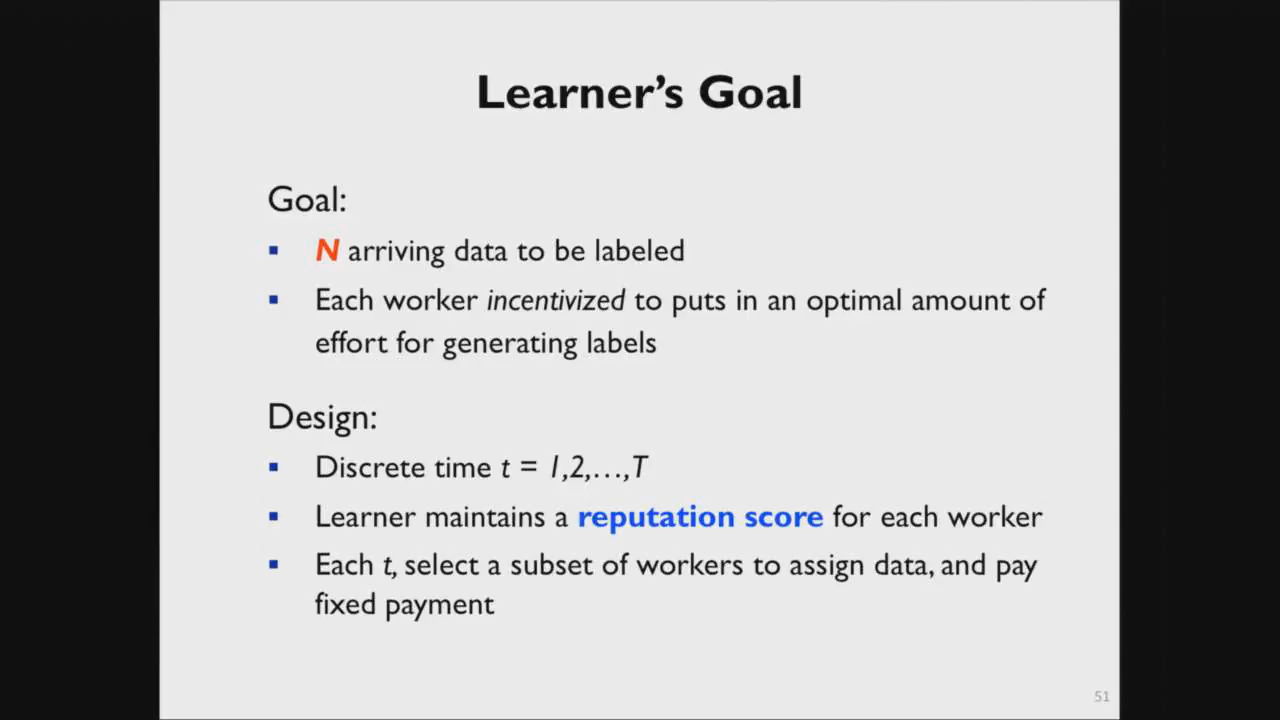 Learner’s Goal
Goal:
▪ N arriving data to be labeled
▪ Each worker incentivized to puts in an optimal amount of
effort for generating labels
Design:
▪ Discrete time t = 1,2,…,T
▪ Learner maintains a reputation score for each worker
▪ Each t, select a subset of workers to assign data, and pay
fixed payment
51